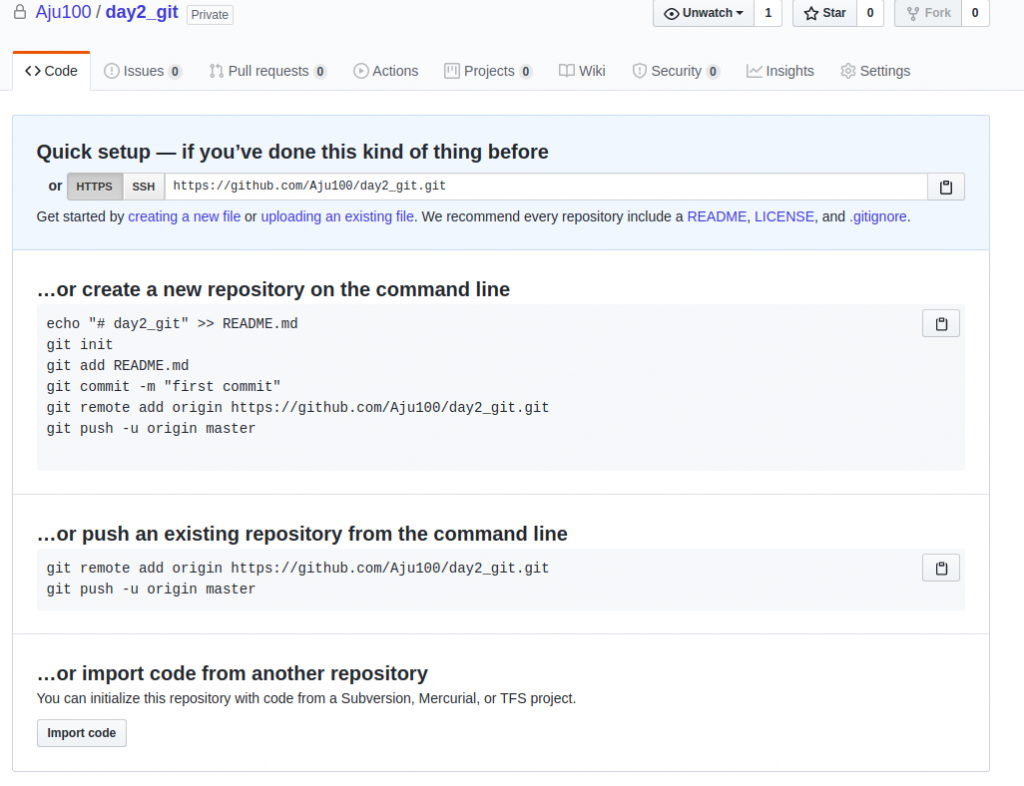 Aju100 / day2_git Private
Unwatch 1 Star 0 Fork 0
Code Issues 0 Pull requests 0 Actions Projects 0 Wiki Security 0 Insights Settings
Quick setup — if you’ve done this kind of thing before
or HTTPS SSH https://github.com/Aju100/day2_git.git
Get started by creating a new file or uploading an existing file. We recommend every repository include a README, LICENSE, and .gitignore.
…or create a new repository on the command line
echo "# day2_git" >> README.md
git init
git add README.md
git commit -m "first commit"
git remote add origin https://github.com/Aju100/day2_git.git
git push -u origin master
…or push an existing repository from the command line
git remote add origin https://github.com/Aju100/day2_git.git
git push -u origin master
…or import code from another repository
You can initialize this repository with code from a Subversion, Mercurial, or TFS project.
Import code